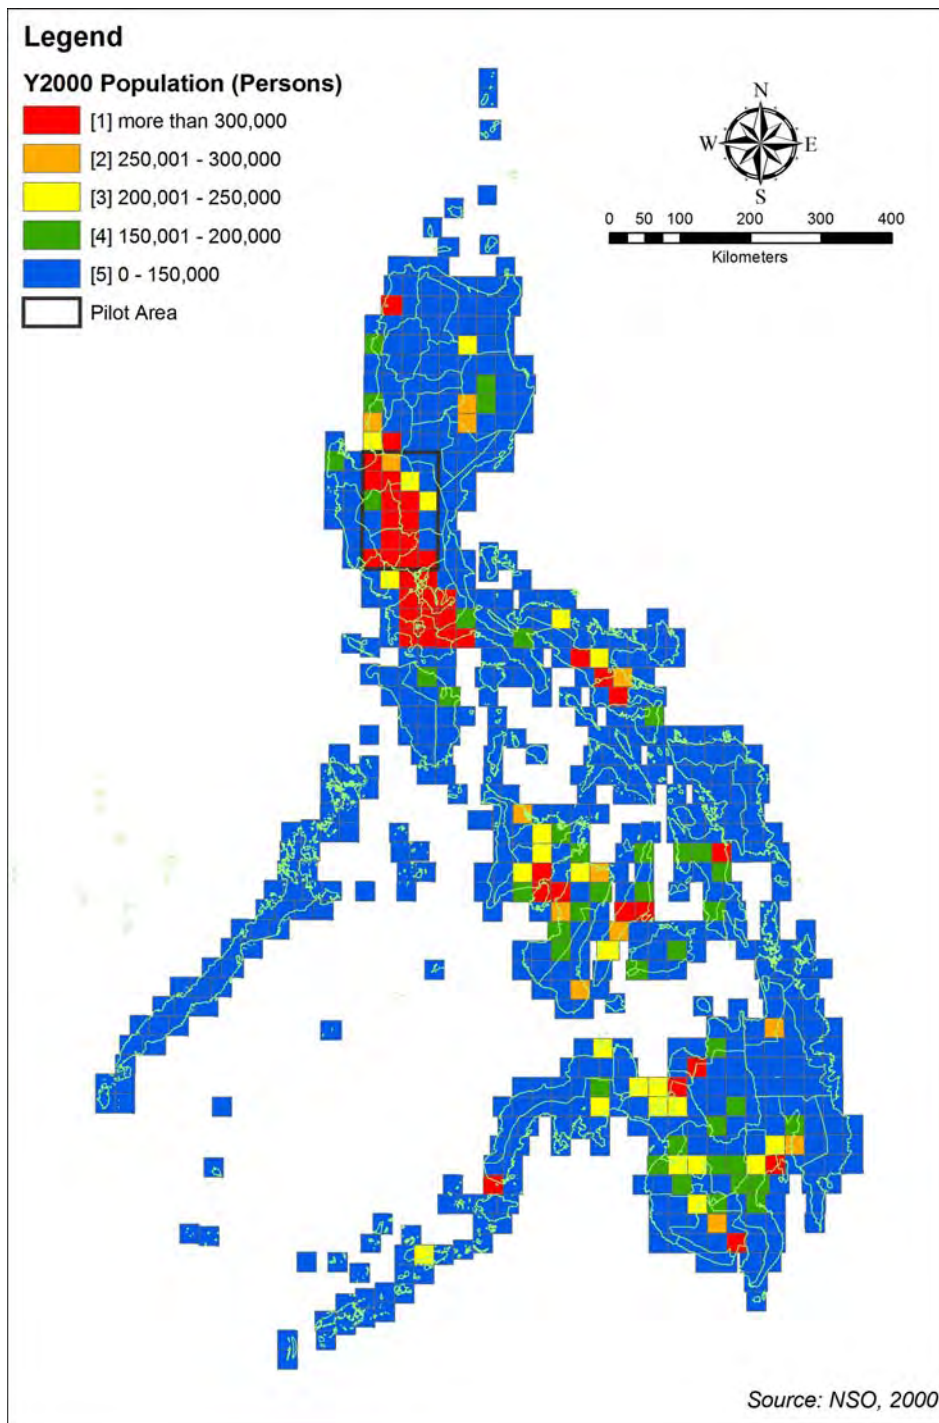 Legend
Y2000 Population (Persons)
[1] more than 300,000
[2] 250,001 - 300,000
[3] 200,001 - 250,000
[4] 150,001 - 200,000
[5] 0 - 150,000
Pilot Area
N
W E
S
0 50 100 200 300 400
Kilometers
Source: NSO, 2000